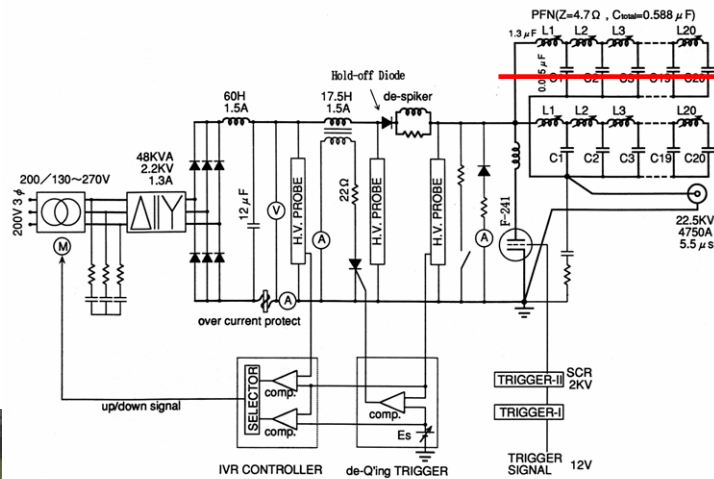 PFN(Z=4.7Ω , Ctotal=0.588μF)
1.3μF L1 L2 L3 L20
0.015μF C1 C2 C3 C19 C20
Hold-off Diode
60H
1.5A
17.5H
1.5A
de-spiker
L1 L2 L3 L20
C1 C2 C3 C19 C20
200/130~270V
200V 3φ
M
48KVA
2.2KV
1.3A
12μF
V
H.V. PROBE
A
22Ω
H.V. PROBE
H.V. PROBE
A
F-241
22.5KV
4750A
5.5μs
A
over current protect
up/down signal
SELECTOR
comp.
comp.
comp.
Es
IVR CONTROLLER
de-Q'ing TRIGGER
TRIGGER-II
SCR
2KV
TRIGGER-I
TRIGGER
SIGNAL
12V